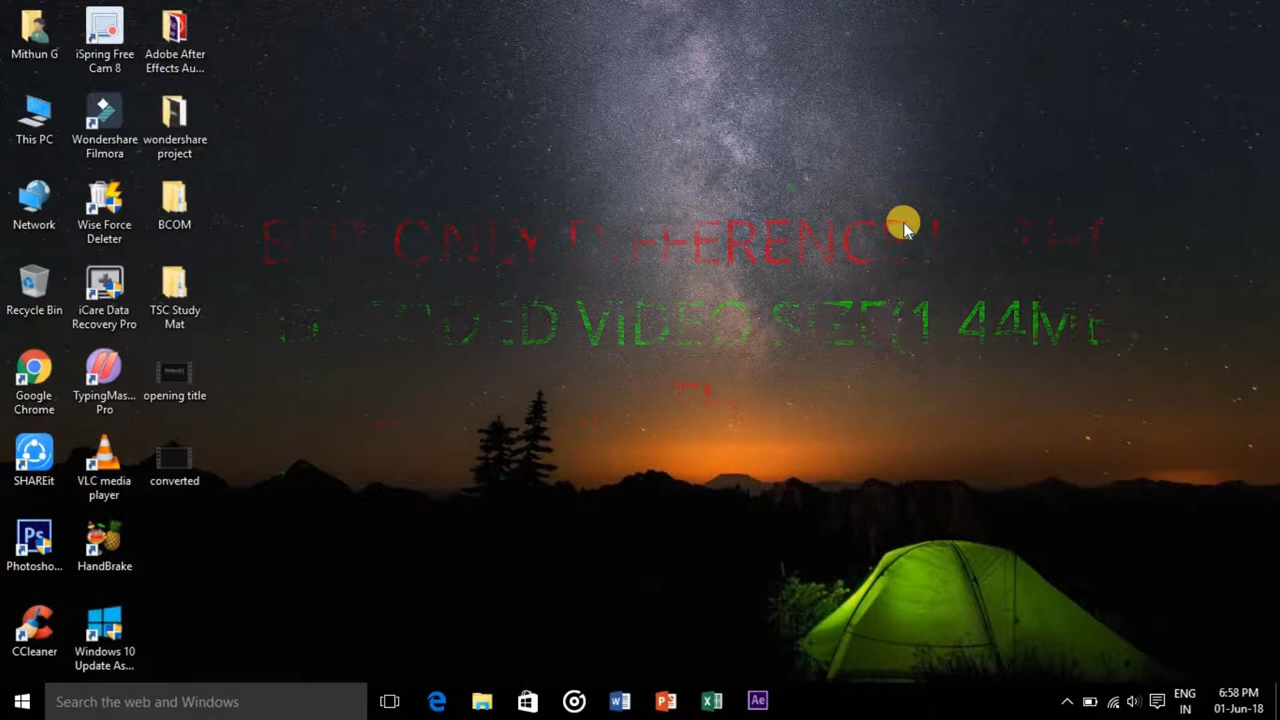 Mithun G
iSpring Free
Cam 8
Adobe After
Effects Au...
This PC
Wondershare
Filmora
wondershare
project
Network
Wise Force
Deleter
BCOM
Recycle Bin
iCare Data
Recovery Pro
TSC Study
Mat
Google
Chrome
TypingMas...
Pro
opening title
SHAREit
VLC media
player
converted
Photosho...
HandBrake
CCleaner
Windows 10
Update As...
BUT ONLY DIFFERENCE
VIDEO SIZE(1.44MB)
Search the web and Windows
ENG
IN
6:58 PM
01-Jun-18